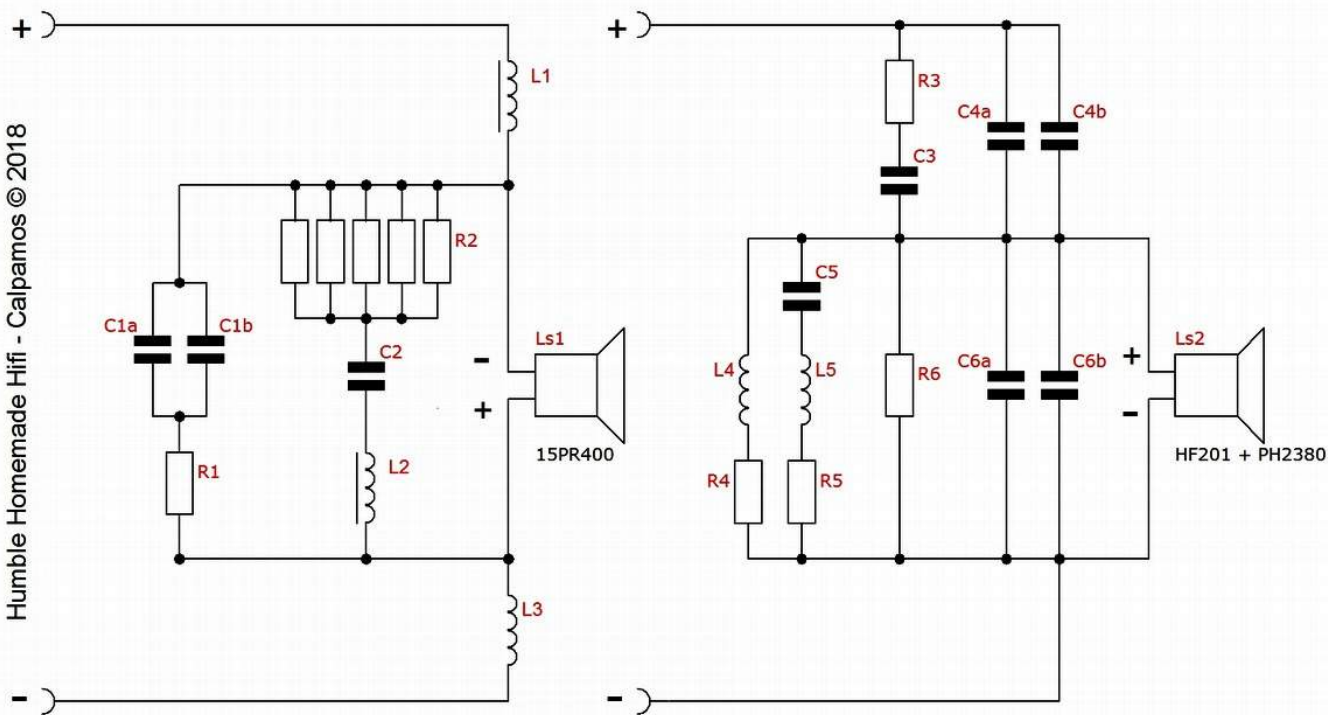 Humble Homemade Hifi - Calpamos © 2018
+
-
L1
R2
C1a
C1b
C2
R1
L2
L3
-
+
Ls1
15PR400
+
-
R3
C3
C4a
C4b
C5
L4
L5
R6
C6a
C6b
R4
R5
+
-
Ls2
HF201 + PH2380